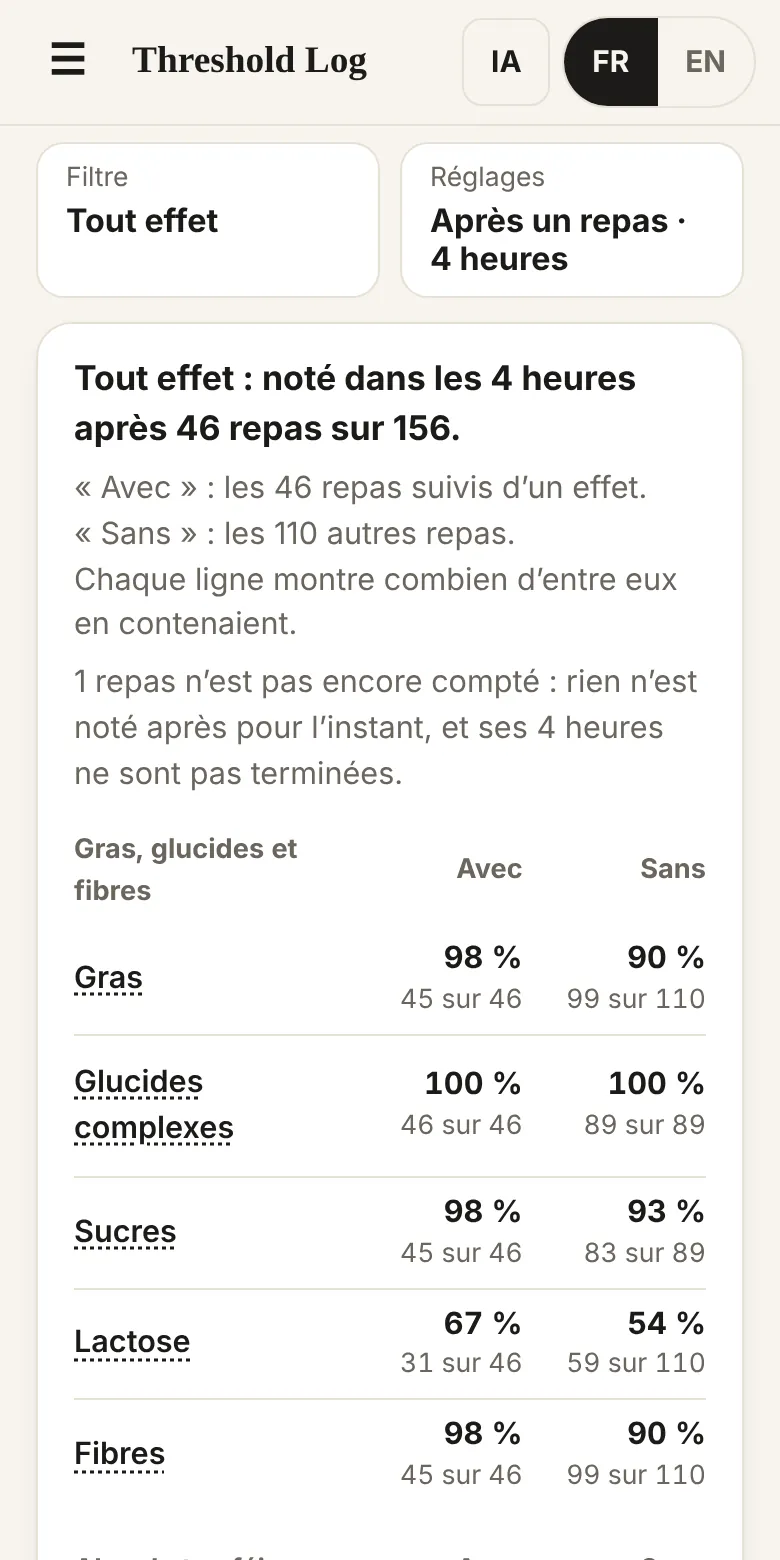 Threshold Log
IA
FR
EN
Filtre
Tout effet
Réglages
Après un repas ·
4 heures
Tout effet : noté dans les 4 heures
après 46 repas sur 156.
« Avec » : les 46 repas suivis d’un effet.
« Sans » : les 110 autres repas.
Chaque ligne montre combien d’entre eux
en contenaient.
1 repas n’est pas encore compté : rien n’est
noté après pour l’instant, et ses 4 heures
ne sont pas terminées.
Gras, glucides et
fibres
Avec
Sans
Gras
98 %
90 %
45 sur 46
99 sur 110
Glucides
complexes
100 %
100 %
46 sur 46
89 sur 89
Sucres
98 %
93 %
45 sur 46
83 sur 89
Lactose
67 %
54 %
31 sur 46
59 sur 110
Fibres
98 %
90 %
45 sur 46
99 sur 110